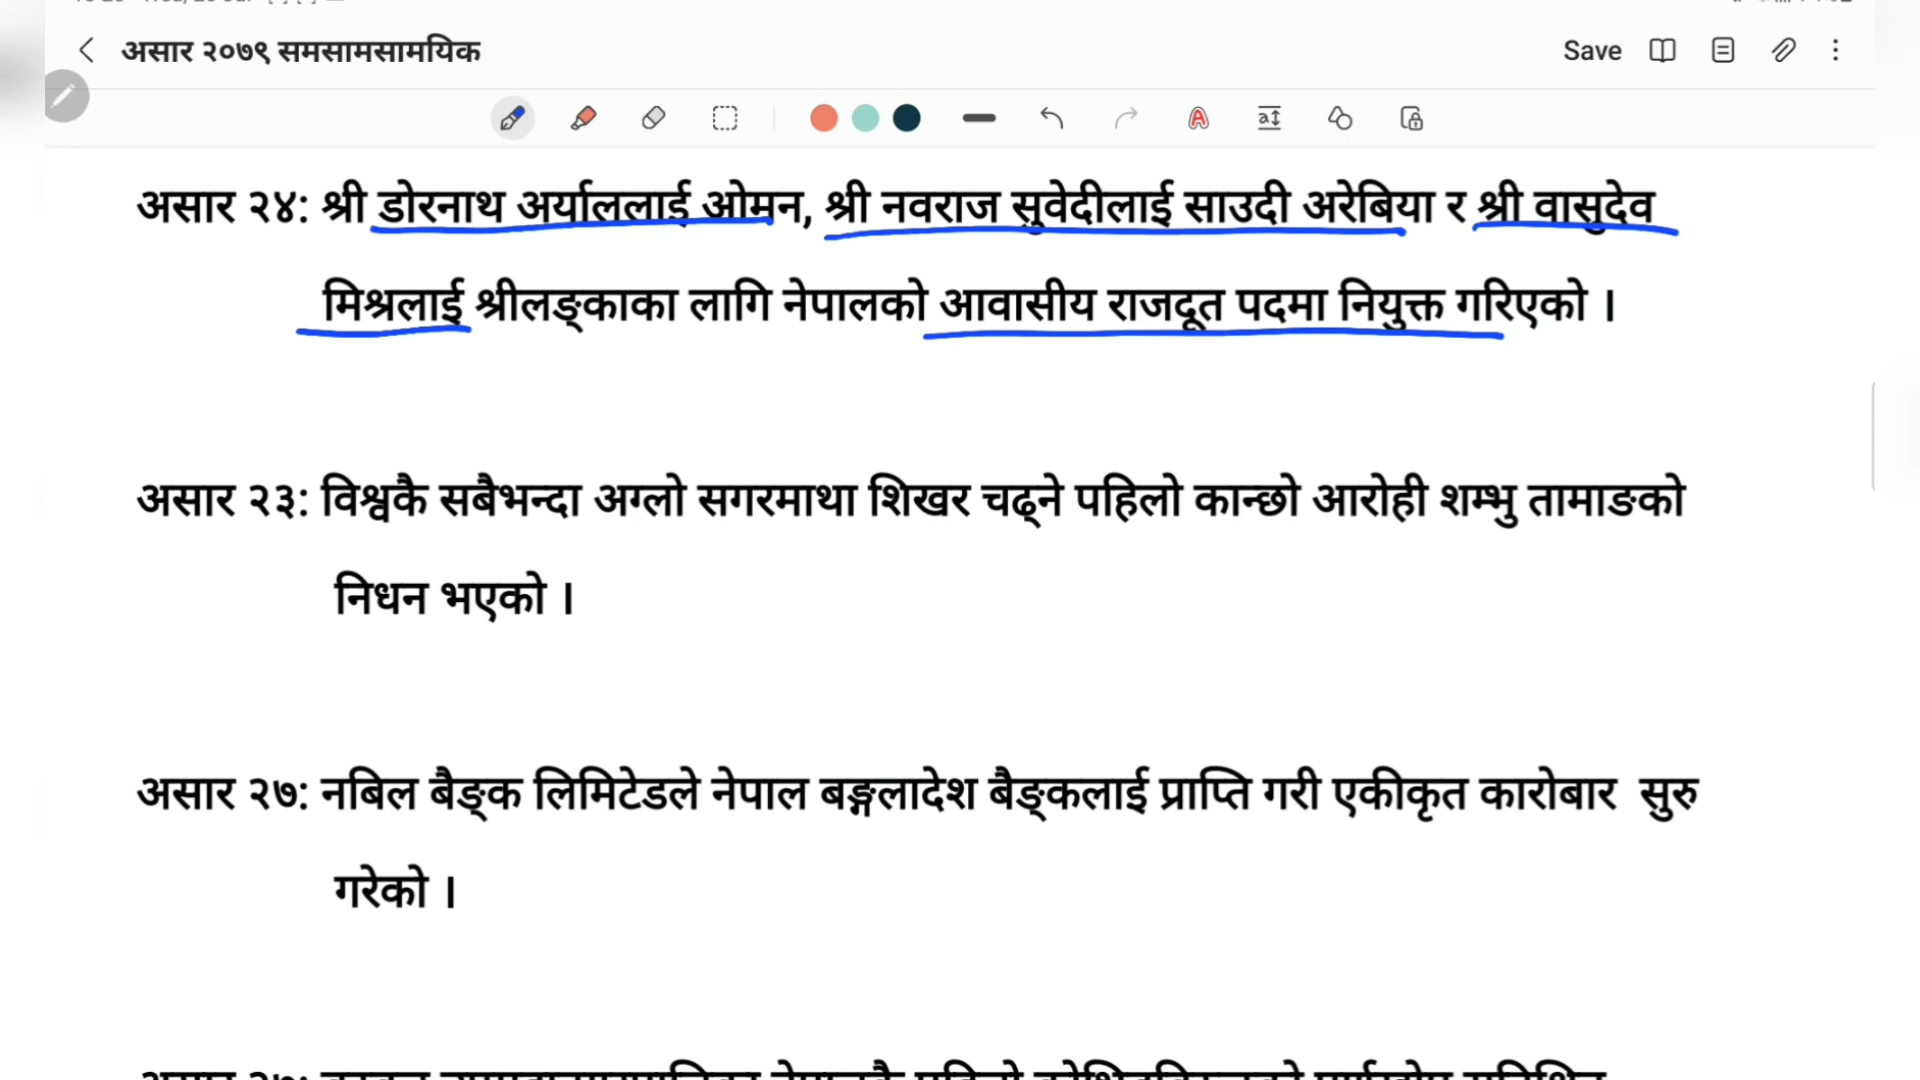 असार २०७९ समसामसामयिक
Save
असार २४: श्री डोरनाथ अर्याललाई ओमन, श्री नवराज सुवेदीलाई साउदी अरेबिया र श्री वासुदेव
मिश्रलाई श्रीलङ्काका लागि नेपालको आवासीय राजदूत पदमा नियुक्त गरिएको ।
असार २३: विश्वकै सबैभन्दा अग्लो सगरमाथा शिखर चढ्ने पहिलो कान्छो आरोही शम्भु तामाङको
निधन भएको ।
असार २७: नबिल बैङ्क लिमिटेडले नेपाल बङ्गलादेश बैङ्कलाई प्राप्ति गरी एकीकृत कारोबार सुरु
गरेको ।